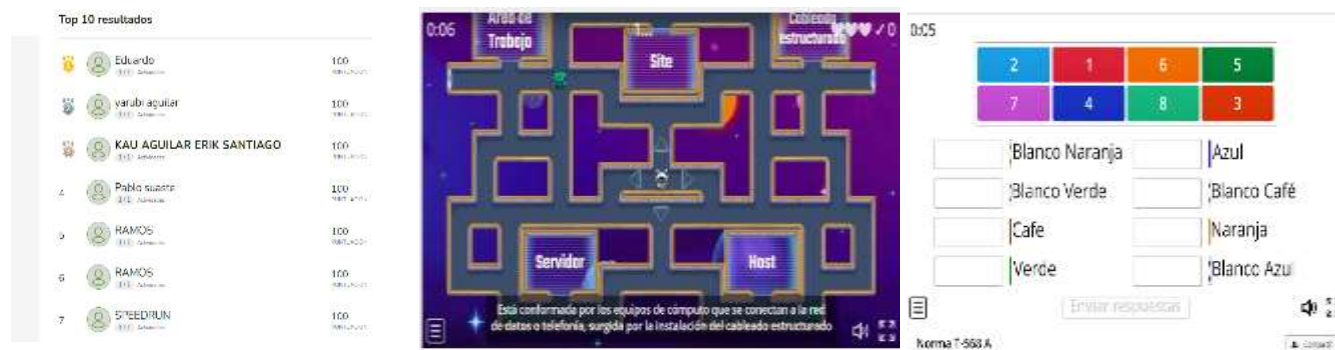 Top 10 resultados
Eduardo
100
yarubi aguilar
100
KAU AGUILAR ERIK SANTIAGO
100
4
Pablo suaste
100
5
RAMOS
100
6
RAMOS
100
7
SPEEDRUN
100
0:06
Área de
Trabajo
1...
Cableado
estructurado
✓ 0
Site
Servidor
Host
Está conformada por los equipos de cómputo que se conectan a la red
de datos o telefonía, surgida por la instalación del cableado estructurado
0:05
2 1 6 5
7 4 8 3
Blanco Naranja
Azul
Blanco Verde
Blanco Café
Cafe
Naranja
Verde
Blanco Azul
Enviar respuestas
Norma T-568 A